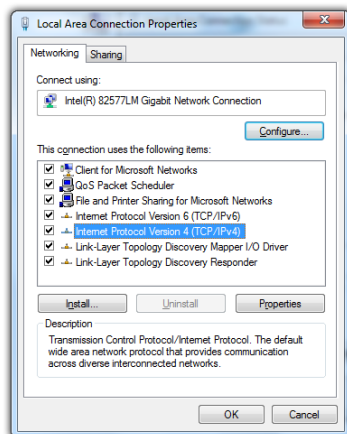 Local Area Connection Properties
Networking Sharing
Connect using:
Intel(R) 82577LM Gigabit Network Connection
Configure...
This connection uses the following items:
Client for Microsoft Networks
QoS Packet Scheduler
File and Printer Sharing for Microsoft Networks
Internet Protocol Version 6 (TCP/IPv6)
Internet Protocol Version 4 (TCP/IPv4)
Link-Layer Topology Discovery Mapper I/O Driver
Link-Layer Topology Discovery Responder
Install... Uninstall Properties
Description
Transmission Control Protocol/Internet Protocol. The default
wide area network protocol that provides communication
across diverse interconnected networks.
OK Cancel